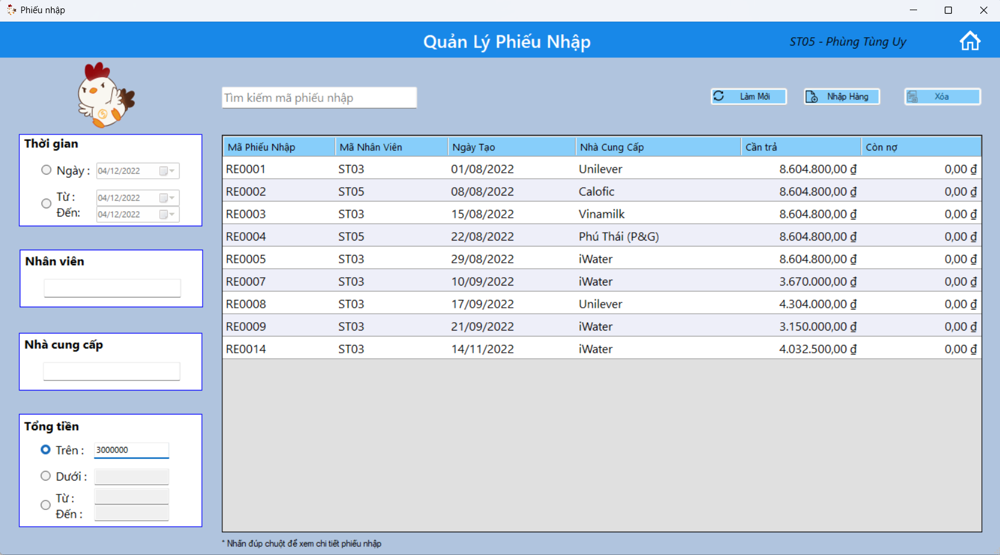 Phiếu nhập
Quản Lý Phiếu Nhập
ST05 - Phùng Tùng Uy
Tìm kiếm mã phiếu nhập
Làm Mới
Nhập Hàng
Xóa
Thời gian
Ngày : 04/12/2022
Từ : 04/12/2022
Đến: 04/12/2022
Nhân viên
Nhà cung cấp
Tổng tiền
Trên : 3000000
Dưới :
Từ :
Đến :
Mã Phiếu Nhập Mã Nhân Viên Ngày Tạo Nhà Cung Cấp Cần trả Còn nợ
RE0001 ST03 01/08/2022 Unilever 8.604.800,00 ₫ 0,00 ₫
RE0002 ST05 08/08/2022 Calofic 8.604.800,00 ₫ 0,00 ₫
RE0003 ST03 15/08/2022 Vinamilk 8.604.800,00 ₫ 0,00 ₫
RE0004 ST05 22/08/2022 Phú Thái (P&G) 8.604.800,00 ₫ 0,00 ₫
RE0005 ST03 29/08/2022 iWater 8.604.800,00 ₫ 0,00 ₫
RE0007 ST03 10/09/2022 iWater 3.670.000,00 ₫ 0,00 ₫
RE0008 ST03 17/09/2022 Unilever 4.304.000,00 ₫ 0,00 ₫
RE0009 ST03 21/09/2022 iWater 3.150.000,00 ₫ 0,00 ₫
RE0014 ST03 14/11/2022 iWater 4.032.500,00 ₫ 0,00 ₫
* Nhấn đúp chuột để xem chi tiết phiếu nhập